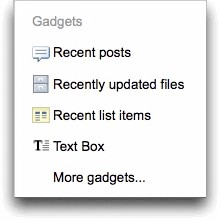 Gadgets
Recent posts
Recently updated files
Recent list items
Text Box
More gadgets...